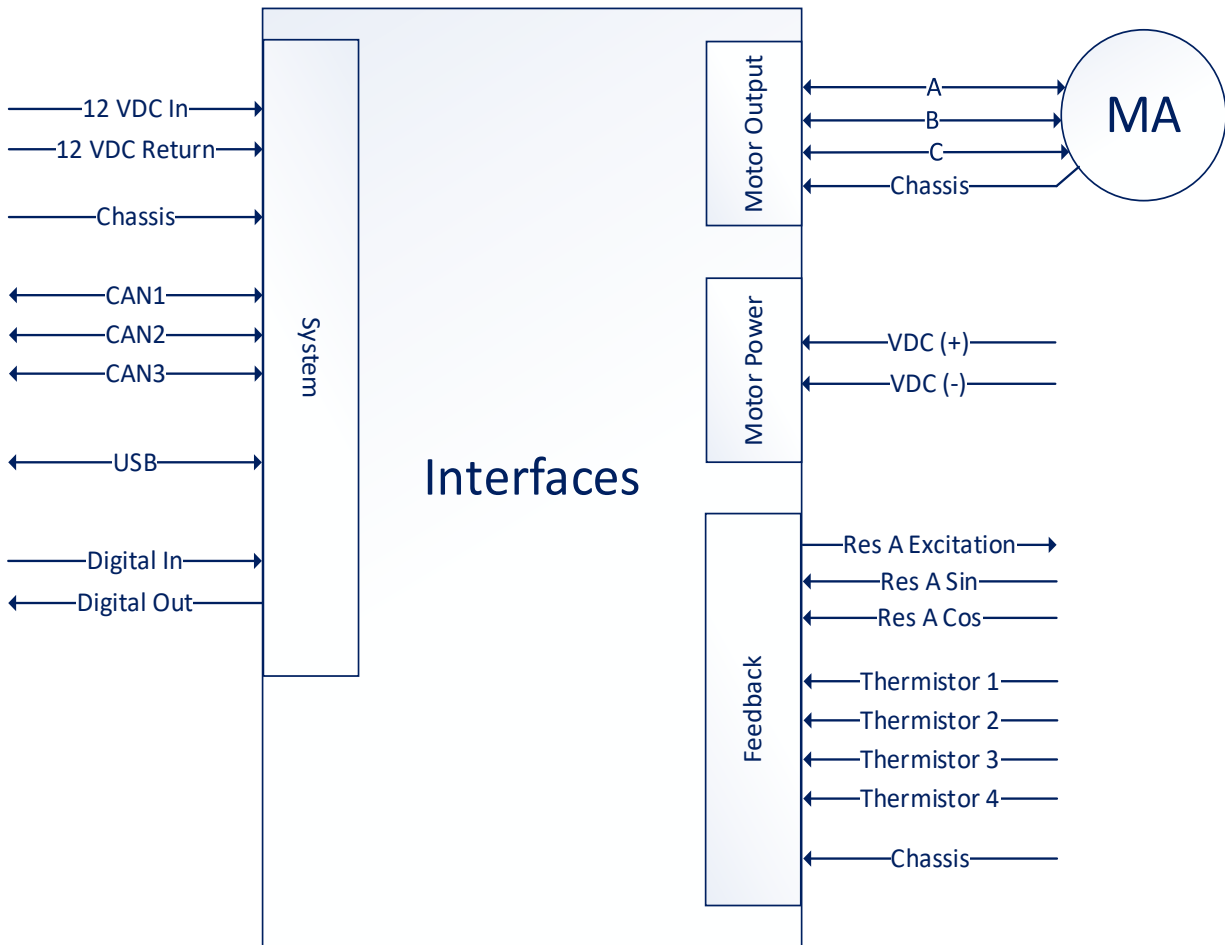 12 VDC In
12 VDC Return
Chassis
CAN1
CAN2
CAN3
USB
Digital In
Digital Out
System
Interfaces
Motor Output
A
B
C
Chassis
MA
Motor Power
VDC (+)
VDC (-)
Feedback
Res A Excitation
Res A Sin
Res A Cos
Thermistor 1
Thermistor 2
Thermistor 3
Thermistor 4
Chassis